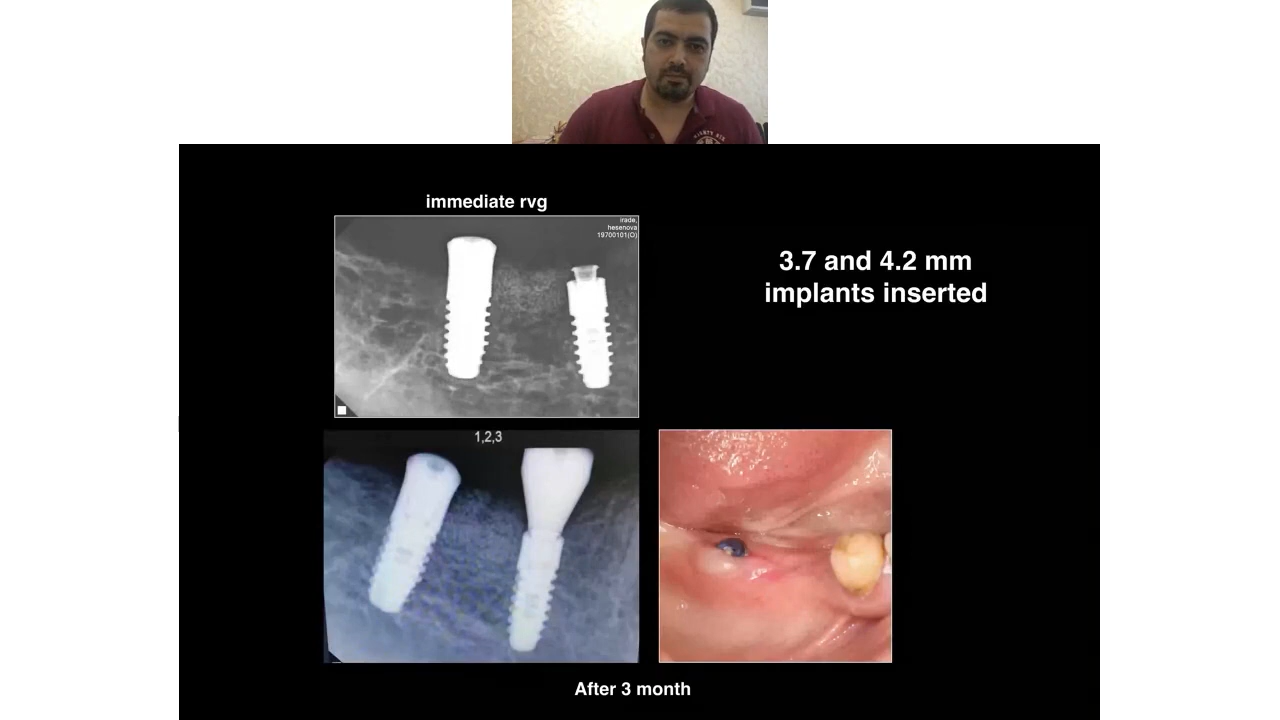 immediate rvg
irade,
hesenova
19700101(O)
3.7 and 4.2 mm
implants inserted
1,2,3
After 3 month